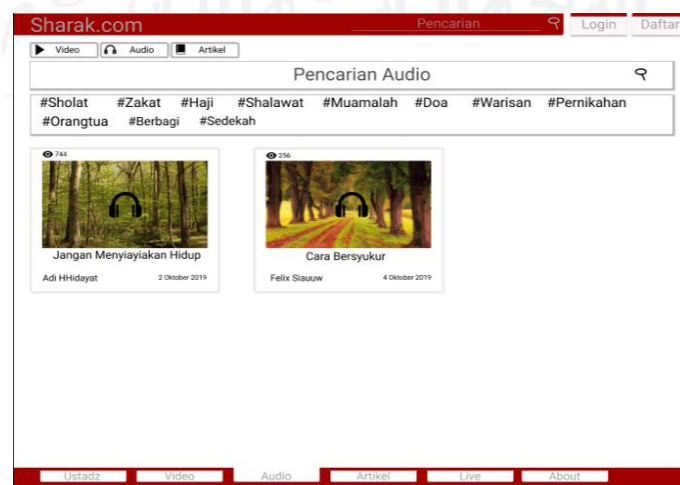 Sharak.com Pencarian Login Daftar
Video Audio Artikel
Pencarian Audio
#Sholat #Zakat #Haji #Shalawat #Muamalah #Doa #Warisan #Pernikahan
#Orangtua #Berbagi #Sedekah
744
Jangan Menyiayiakan Hidup
Adi HHidayat 2 Oktober 2019
256
Cara Bersyukur
Felix Siauuw 4 Oktober 2019
Ustadz Video Audio Artikel Live About